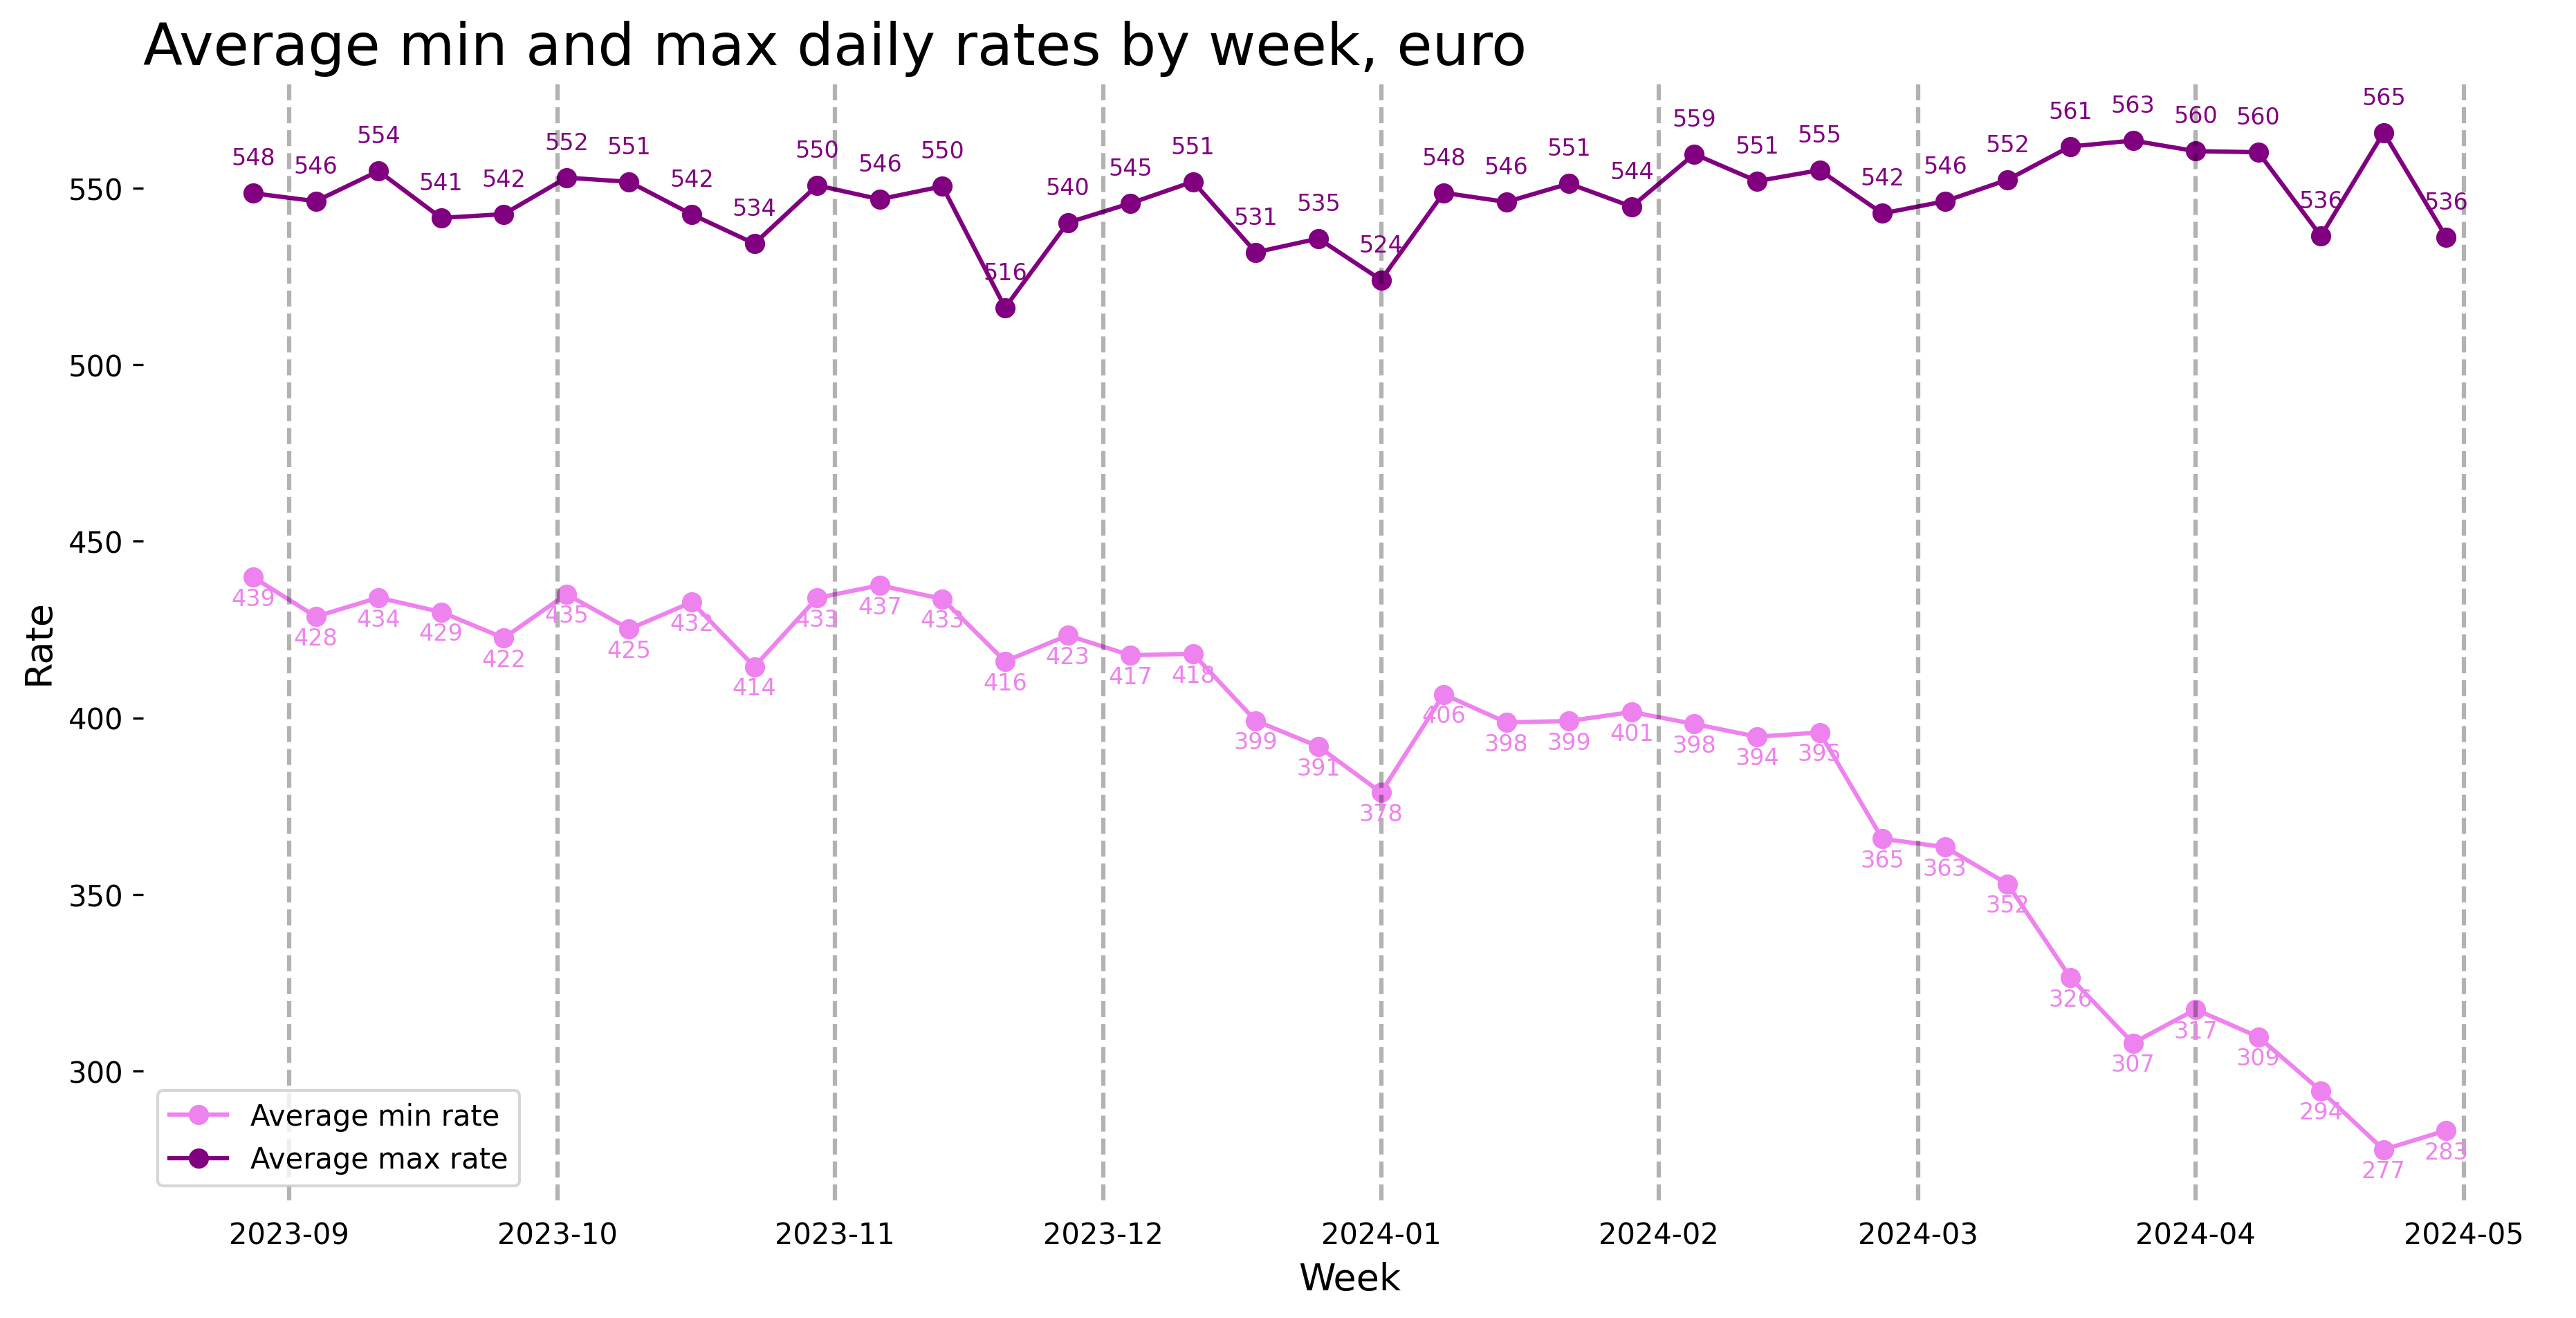 Average min and max daily rates by week, euro
548 546 554 541 542 552 551 542 534 550 546 550 516 540 545 551 531 535 524 548 546 551 544 559 551 555 542 546 552 561 563 560 560 536 565 536
439 428 434 429 422 435 425 432 414 433 437 433 416 423 417 418 399 391 378 406 398 399 401 398 394 395 365 363 352 326 307 317 309 294 277 283
550
500
450
400
350
300
Rate
Average min rate
Average max rate
2023-09 2023-10 2023-11 2023-12 2024-01 2024-02 2024-03 2024-04 2024-05
Week